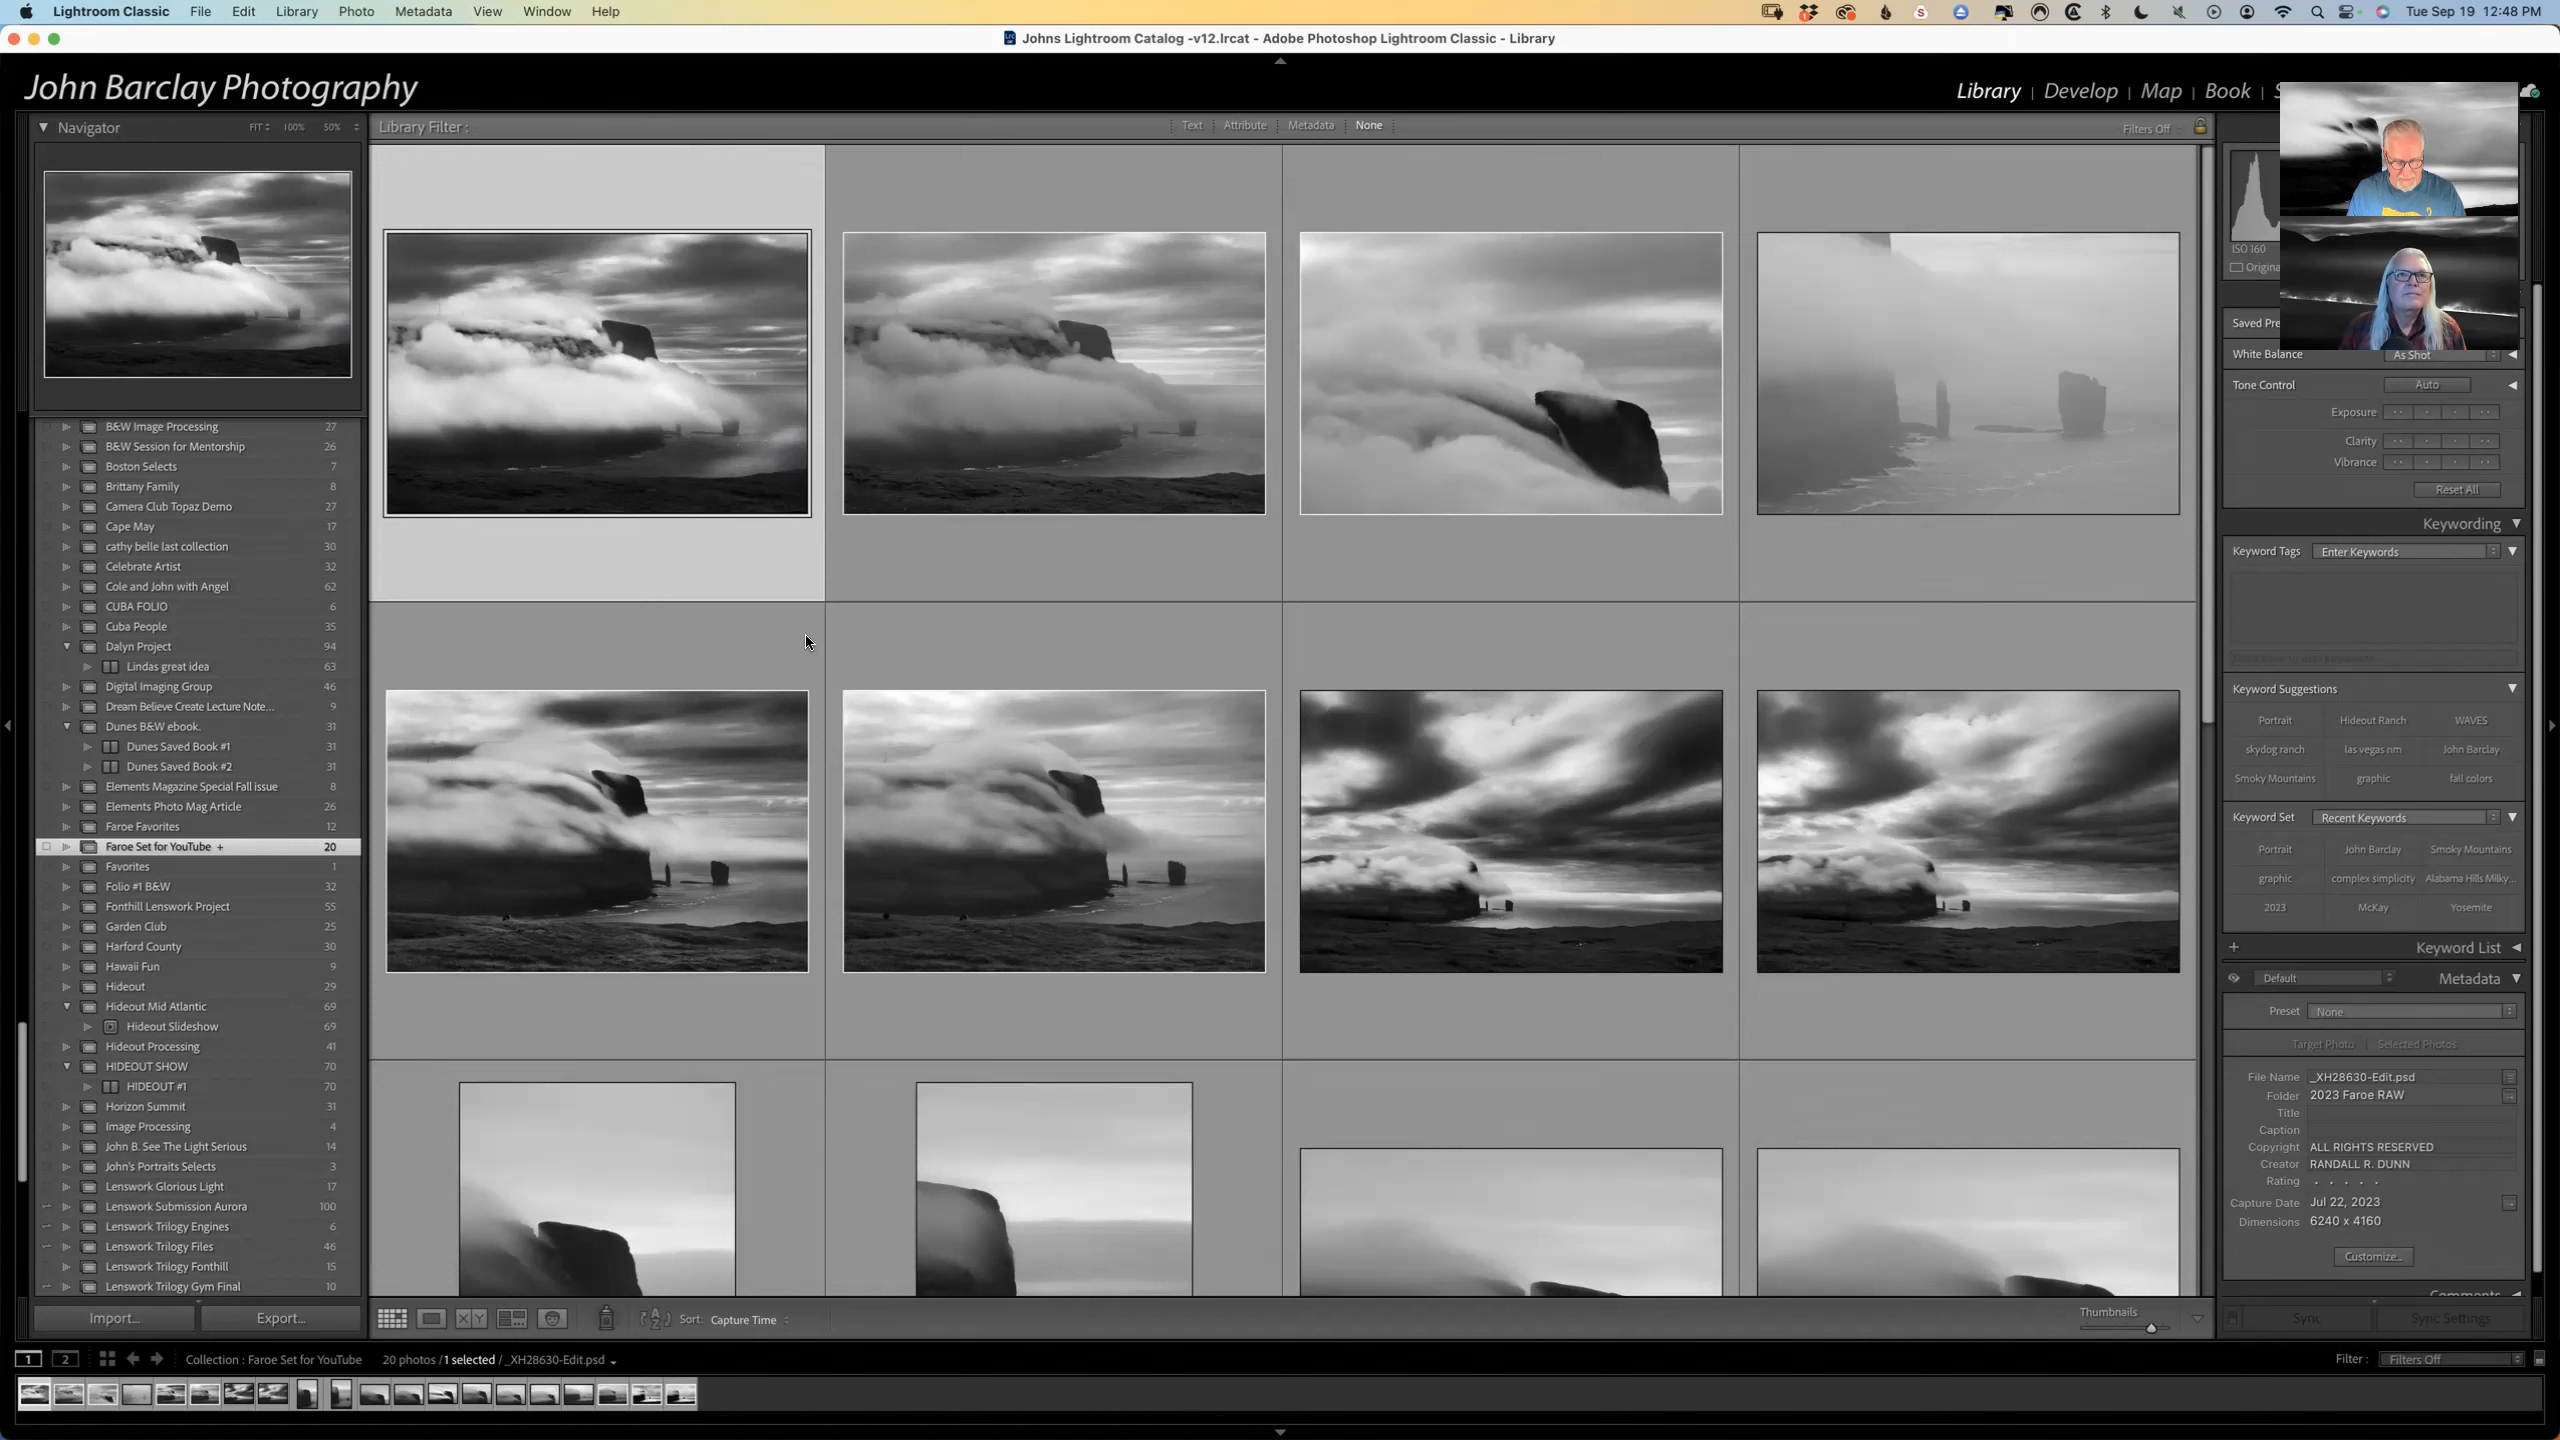 Lightroom Classic File Edit Library Photo Metadata View Window Help Tue Sep 19 12:48 PM
Johns Lightroom Catalog -v12.lrcat - Adobe Photoshop Lightroom Classic - Library
John Barclay Photography
Library | Develop | Map | Book |
Navigator FIT 100% 50%
Library Filter : Text Attribute Metadata None Filters Off
B&W Image Processing 27
B&W Session for Mentorship 26
Boston Selects 7
Brittany Family 8
Camera Club Topaz Demo 27
Cape May 17
cathy belle last collection 30
Celebrate Artist 32
Cole and John with Angel 62
CUBA FOLIO 6
Cuba People 35
Dalyn Project 94
Lindas great idea 63
Digital Imaging Group 46
Dream Believe Create Lecture Note... 9
Dunes B&W ebook. 31
Dunes Saved Book #1 31
Dunes Saved Book #2 31
Elements Magazine Special Fall issue 8
Elements Photo Mag Article 26
Faroe Favorites 12
Faroe Set for YouTube + 20
Favorites 1
Folio #1 B&W 32
Fonthill Lenswork Project 55
Garden Club 25
Harford County 30
Hawaii Fun 9
Hideout 29
Hideout Mid Atlantic 69
Hideout Slideshow 69
Hideout Processing 41
HIDEOUT SHOW 70
HIDEOUT #1 70
Horizon Summit 31
Image Processing 4
John B. See The Light Serious 14
John's Portraits Selects 3
Lenswork Glorious Light 17
Lenswork Submission Aurora 100
Lenswork Trilogy Engines 6
Lenswork Trilogy Files 46
Lenswork Trilogy Fonthill 15
Lenswork Trilogy Gym Final 10
Import... Export...
Sort: Capture Time
Thumbnails
ISO 160
Origina
Saved Pre
White Balance As Shot
Tone Control Auto
Exposure
Clarity
Vibrance
Reset All
Keywording
Keyword Tags Enter Keywords
Keyword Suggestions
Portrait Hideout Ranch WAVES
skydog ranch las vegas nm John Barclay
Smoky Mountains graphic fall colors
Keyword Set Recent Keywords
Portrait John Barclay Smoky Mountains
graphic complex simplicity Alabama Hills Milky...
2023 McKay Yosemite
+ Keyword List
Default Metadata
Preset None
Target Photo Selected Photos
File Name _XH28630-Edit.psd
Folder 2023 Faroe RAW
Title
Caption
Copyright ALL RIGHTS RESERVED
Creator RANDALL R. DUNN
Rating . . . . .
Capture Date Jul 22, 2023
Dimensions 6240 x 4160
Customize...
Comments
Sync Sync Settings
1 2 Collection : Faroe Set for YouTube 20 photos / 1 selected / _XH28630-Edit.psd Filter : Filters Off